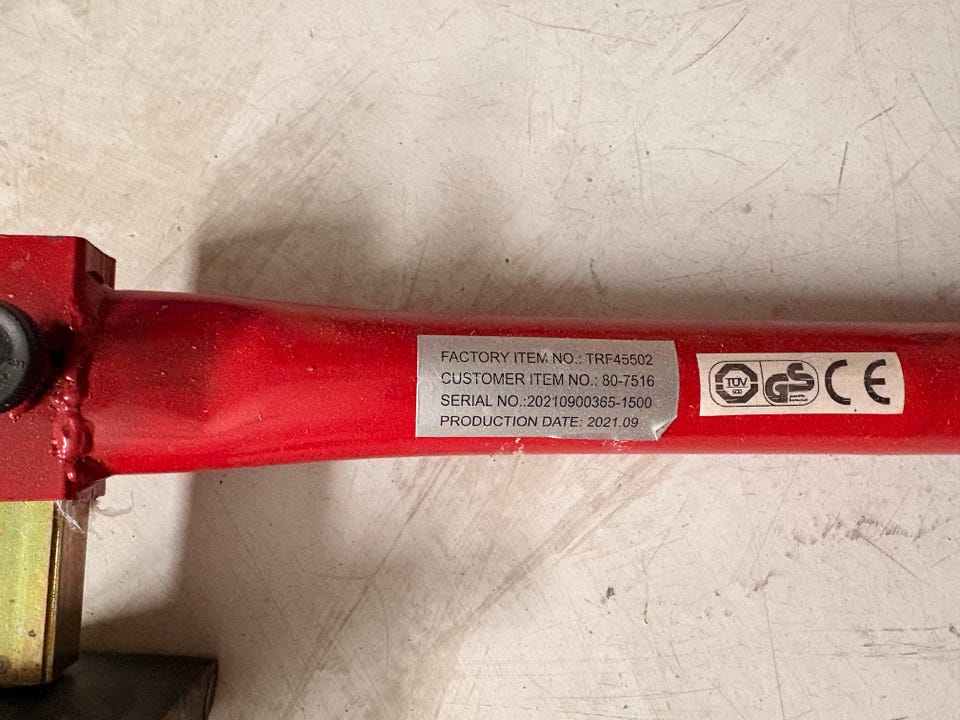 FACTORY ITEM NO.: TRF45502
CUSTOMER ITEM NO.: 80-7516
SERIAL NO.:20210900365-1500
PRODUCTION DATE: 2021.09
TÜV
GS
CE